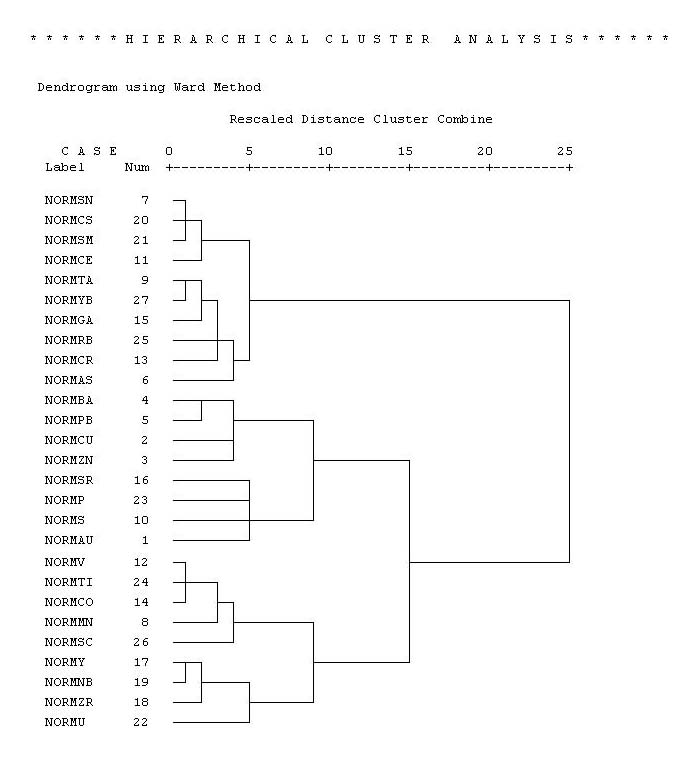 * * * * * * H I E R A R C H I C A L   C L U S T E R   A N A L Y S I S * * * * * *
Dendrogram using Ward Method
Rescaled Distance Cluster Combine
C A S E   0   5   10   15   20   25
Label   Num   +---------+---------+---------+---------+---------+
NORMSN   7
NORMCS   20
NORMSM   21
NORMCE   11
NORMTA   9
NORMYB   27
NORMGA   15
NORMRB   25
NORMCR   13
NORMAS   6
NORMBA   4
NORMPB   5
NORMCU   2
NORMZN   3
NORMSR   16
NORMP   23
NORMS   10
NORMAU   1
NORMV   12
NORMTI   24
NORMCO   14
NORMMN   8
NORMSC   26
NORMY   17
NORMNB   19
NORMZR   18
NORMU   22